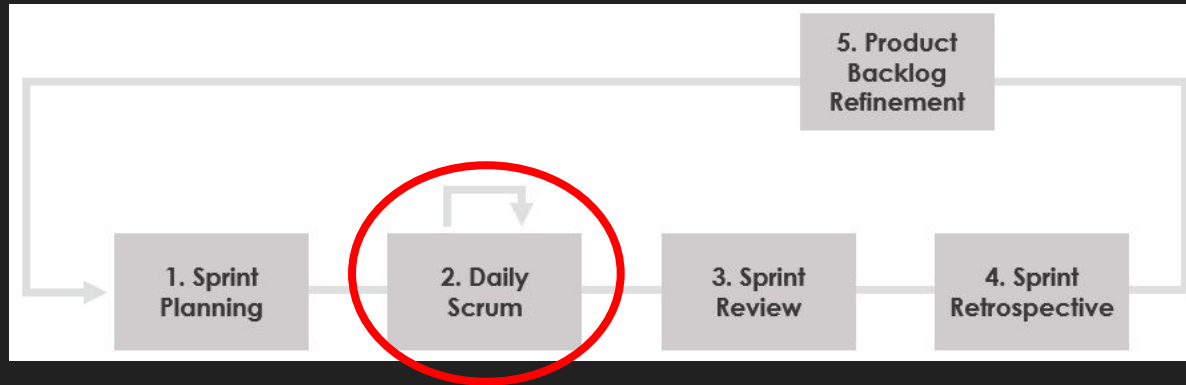 5. Product
Backlog
Refinement
1. Sprint
Planning
2. Daily
Scrum
3. Sprint
Review
4. Sprint
Retrospective